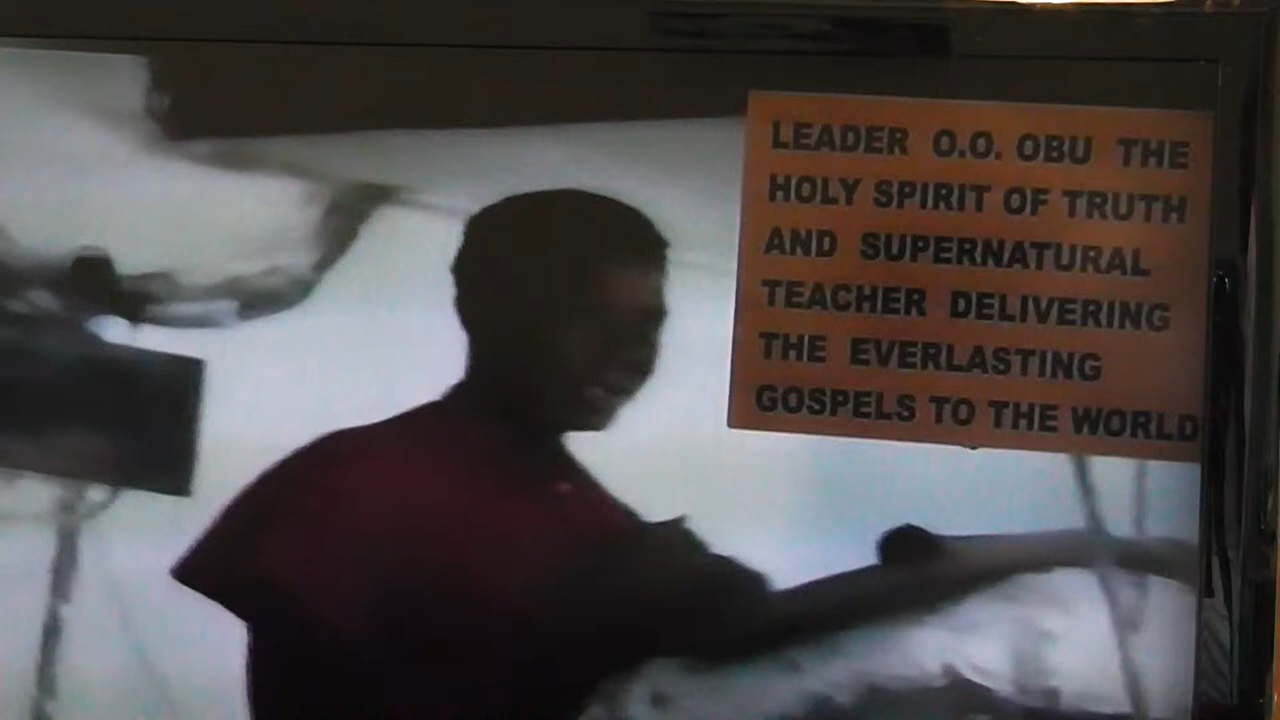 LEADER O.O. OBU THE
HOLY SPIRIT OF TRUTH
AND SUPERNATURAL
TEACHER DELIVERING
THE EVERLASTING
GOSPELS TO THE WORLD